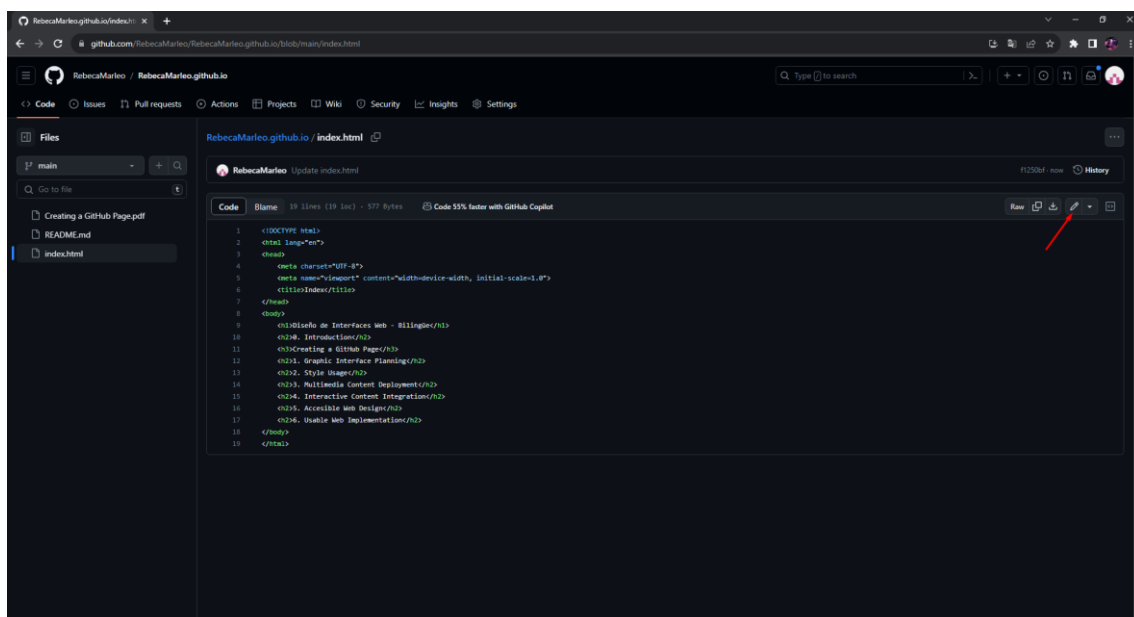 RebecaMarleo.github.io/index.ht
github.com/RebecaMarleo/RebecaMarleo.github.io/blob/main/index.html
RebecaMarleo / RebecaMarleo.github.io
Type / to search
<> Code Issues Pull requests Actions Projects Wiki Security Insights Settings
Files
RebecaMarleo.github.io / index.html
main
RebecaMarleo Update index.html
f1250bf · now History
Go to file t
Code Blame 19 lines (19 loc) · 577 Bytes Code 55% faster with GitHub Copilot
Raw
Creating a GitHub Page.pdf
README.md
index.html
1 <!DOCTYPE html>
2 <html lang="en">
3 <head>
4 <meta charset="UTF-8">
5 <meta name="viewport" content="width=device-width, initial-scale=1.0">
6 <title>Index</title>
7 </head>
8 <body>
9 <h1>Diseño de Interfaces Web - Bilingüe</h1>
10 <h2>0. Introduction</h2>
11 <h3>Creating a GitHub Page</h3>
12 <h2>1. Graphic Interface Planning</h2>
13 <h2>2. Style Usage</h2>
14 <h2>3. Multimedia Content Deployment</h2>
15 <h2>4. Interactive Content Integration</h2>
16 <h2>5. Accesible Web Design</h2>
17 <h2>6. Usable Web Implementation</h2>
18 </body>
19 </html>